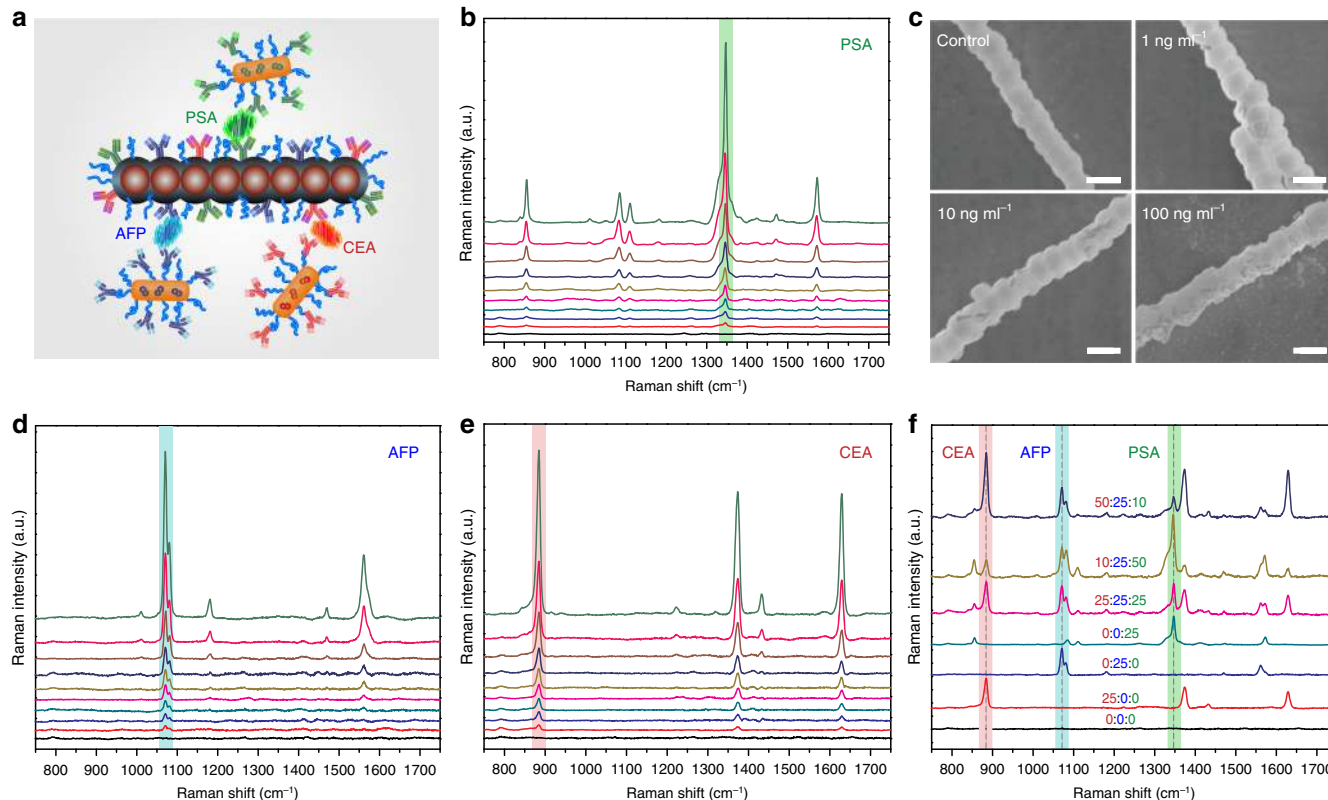 a
PSA
AFP
CEA
b
PSA
Raman intensity (a.u.)
800 900 1000 1100 1200 1300 1400 1500 1600 1700
Raman shift (cm⁻¹)
c
Control
1 ng ml⁻¹
10 ng ml⁻¹
100 ng ml⁻¹
d
AFP
Raman intensity (a.u.)
800 900 1000 1100 1200 1300 1400 1500 1600 1700
Raman shift (cm⁻¹)
e
CEA
Raman intensity (a.u.)
800 900 1000 1100 1200 1300 1400 1500 1600 1700
Raman shift (cm⁻¹)
f
CEA AFP PSA
50:25:10
10:25:50
25:25:25
0:0:25
0:25:0
25:0:0
0:0:0
Raman intensity (a.u.)
800 900 1000 1100 1200 1300 1400 1500 1600 1700
Raman shift (cm⁻¹)